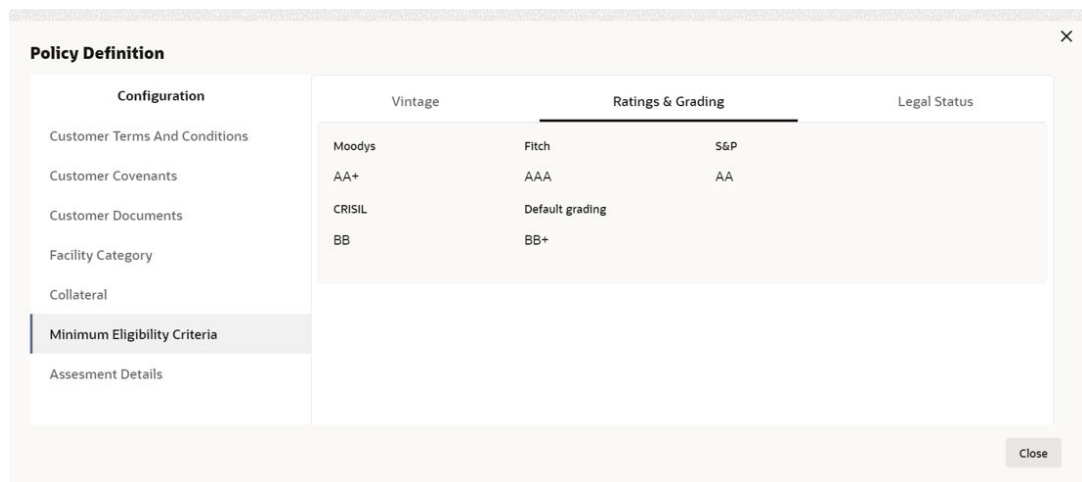 Policy Definition
Configuration
Customer Terms And Conditions
Customer Covenants
Customer Documents
Facility Category
Collateral
Minimum Eligibility Criteria
Assesment Details
Vintage Ratings & Grading Legal Status
Moodys Fitch S&P
AA+ AAA AA
CRISIL Default grading
BB BB+
Close